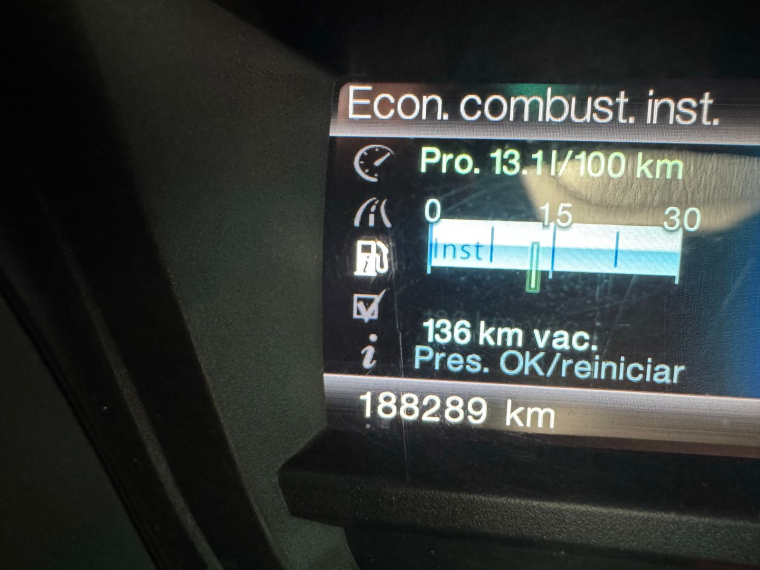 Econ. combust. inst.
Pro. 13.1 l/100 km
0 15 30
Inst
136 km vac.
Pres. OK/reiniciar
188289 km